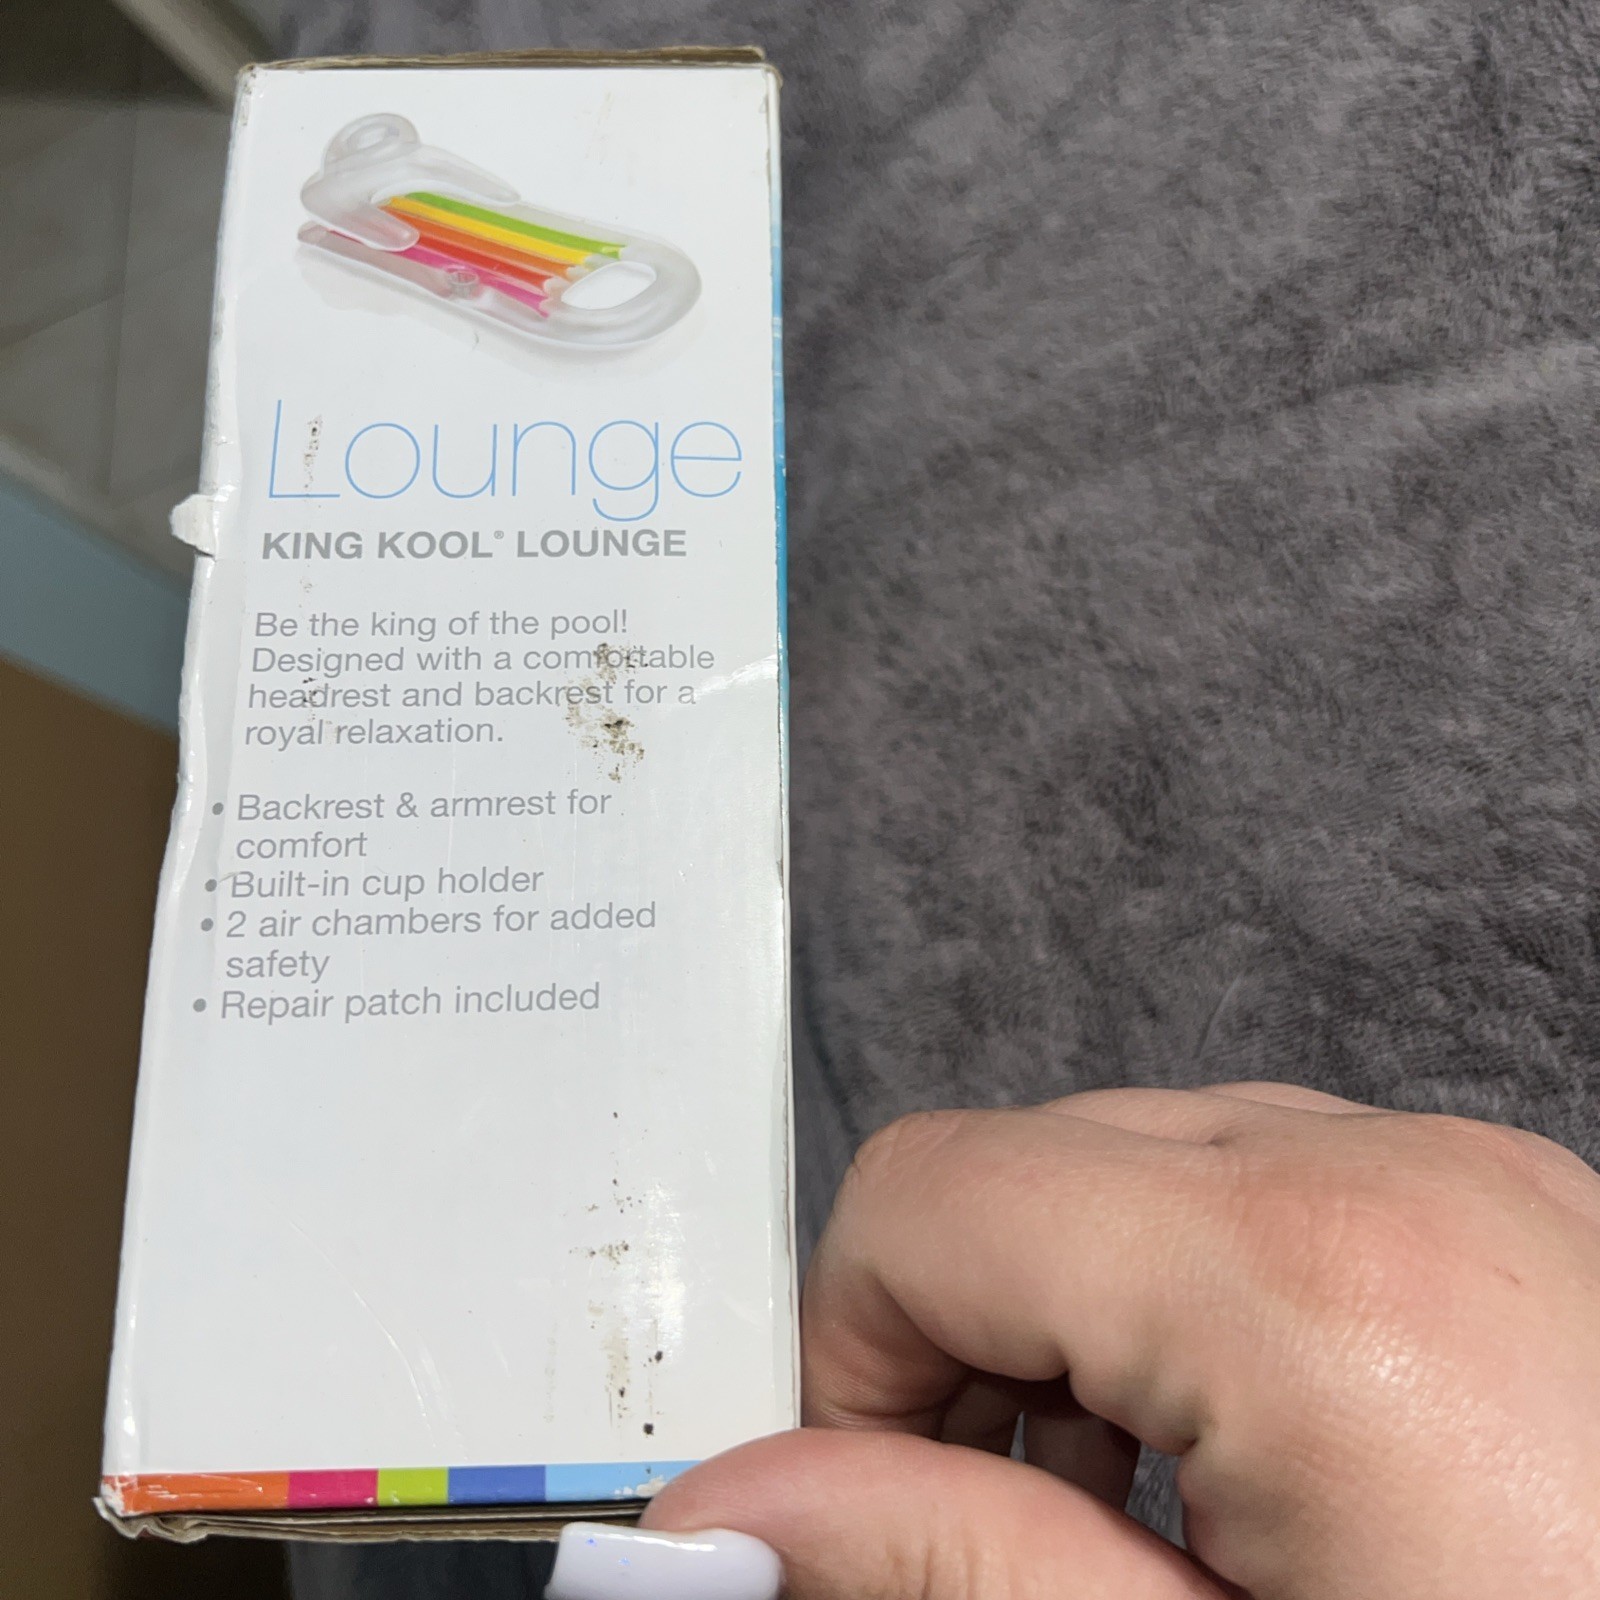 Lounge
KING KOOL® LOUNGE
Be the king of the pool!
Designed with a comfortable
headrest and backrest for a
royal relaxation.
• Backrest & armrest for
comfort
• Built-in cup holder
• 2 air chambers for added
safety
• Repair patch included